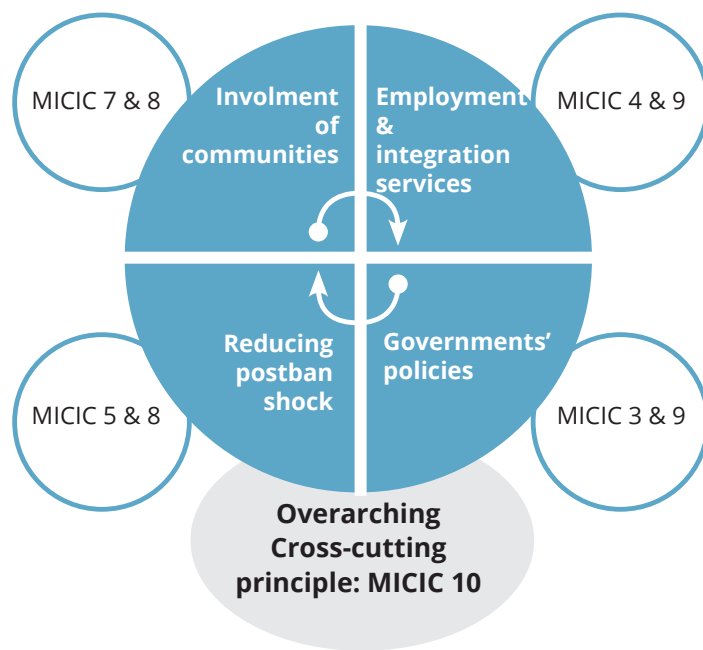 MICIC 7 & 8
Involment
of
communities
Employment
&
integration
services
MICIC 4 & 9
MICIC 5 & 8
Reducing
postban
shock
Governments’
policies
MICIC 3 & 9
Overarching
Cross-cutting
principle: MICIC 10